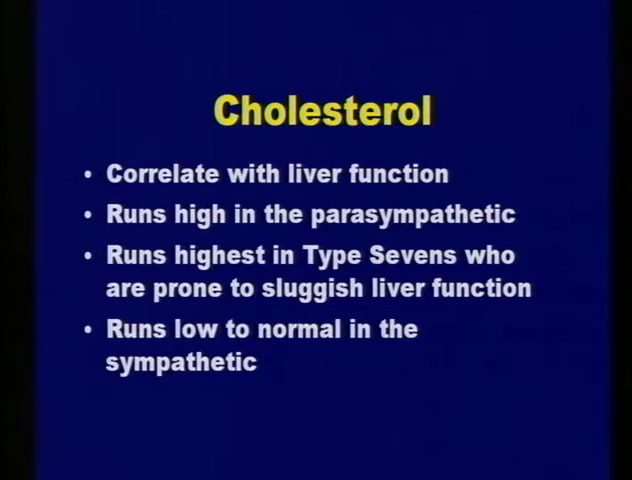 Cholesterol
• Correlate with liver function
• Runs high in the parasympathetic
• Runs highest in Type Sevens who
are prone to sluggish liver function
• Runs low to normal in the
sympathetic